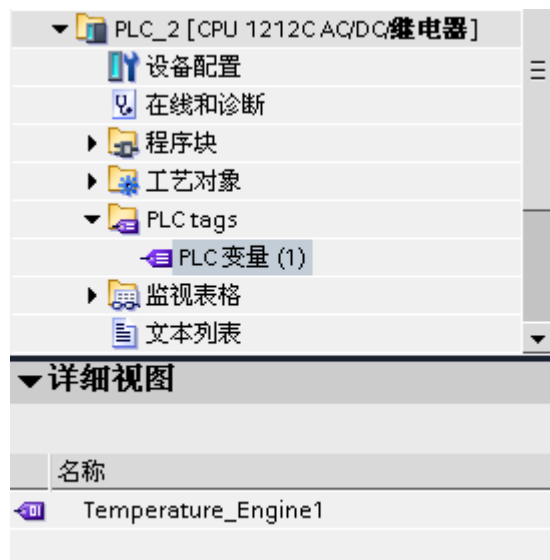 PLC_2 [CPU 1212C AC/DC/继电器]
设备配置
在线和诊断
程序块
工艺对象
PLC tags
PLC 变量 (1)
监视表格
文本列表
详细视图
名称
Temperature_Engine1